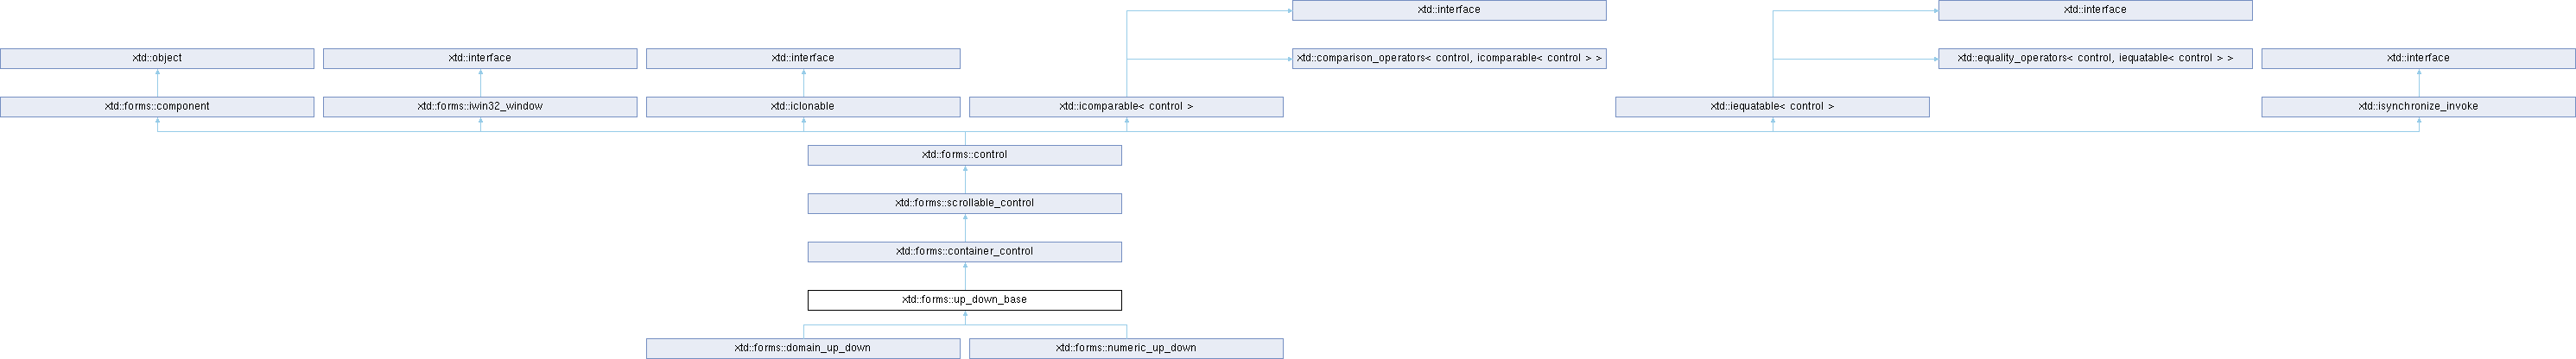 xtd::interface
xtd::interface
xtd::object
xtd::interface
xtd::interface
xtd::comparison_operators< control, icomparable< control > >
xtd::equality_operators< control, iequatable< control > >
xtd::interface
xtd::forms::component
xtd::forms::iwin32_window
xtd::iclonable
xtd::icomparable< control >
xtd::iequatable< control >
xtd::isynchronize_invoke
xtd::forms::control
xtd::forms::scrollable_control
xtd::forms::container_control
xtd::forms::up_down_base
xtd::forms::domain_up_down
xtd::forms::numeric_up_down